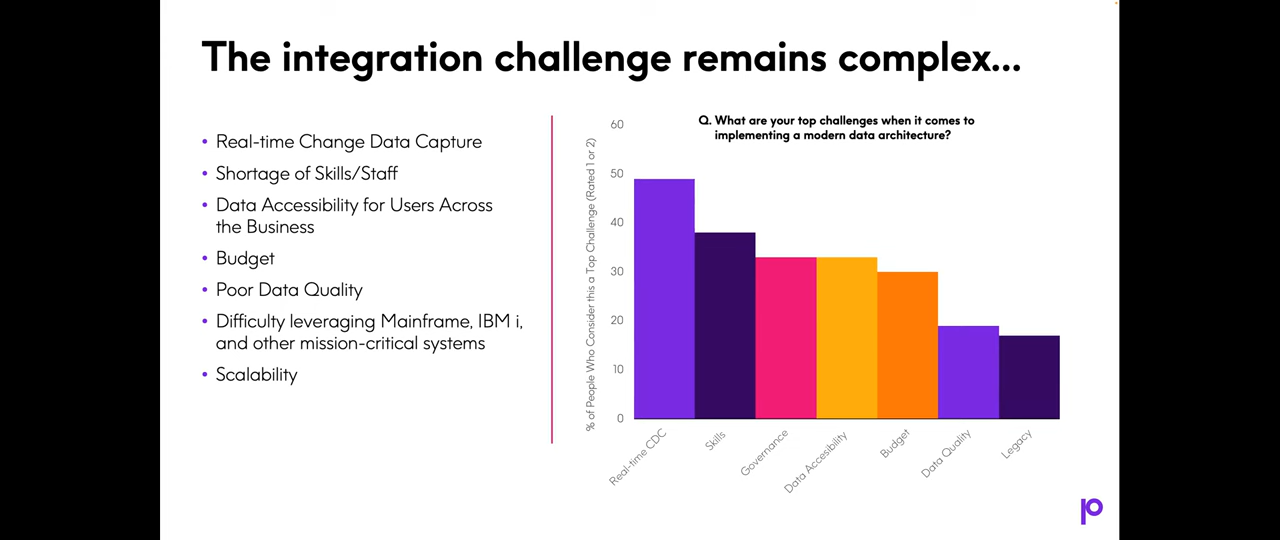 The integration challenge remains complex...
• Real-time Change Data Capture
• Shortage of Skills/Staff
• Data Accessibility for Users Across
the Business
• Budget
• Poor Data Quality
• Difficulty leveraging Mainframe, IBM i,
and other mission-critical systems
• Scalability
Q. What are your top challenges when it comes to
implementing a modern data architecture?
% of People Who Consider this a Top Challenge (Rated 1 or 2)
60
50
40
30
20
10
0
Real-time CDC
Skills
Governance
Data Accesibility
Budget
Data Quality
Legacy